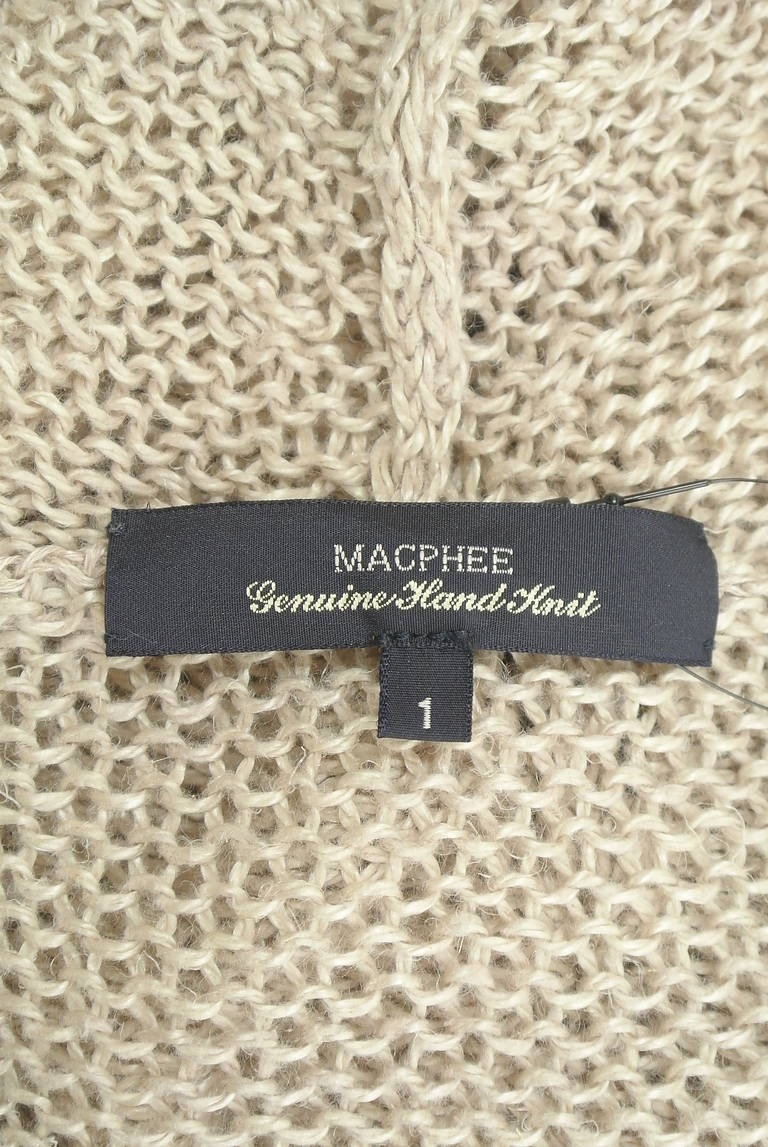 MACPHEE
Genuine Hand Knit
1